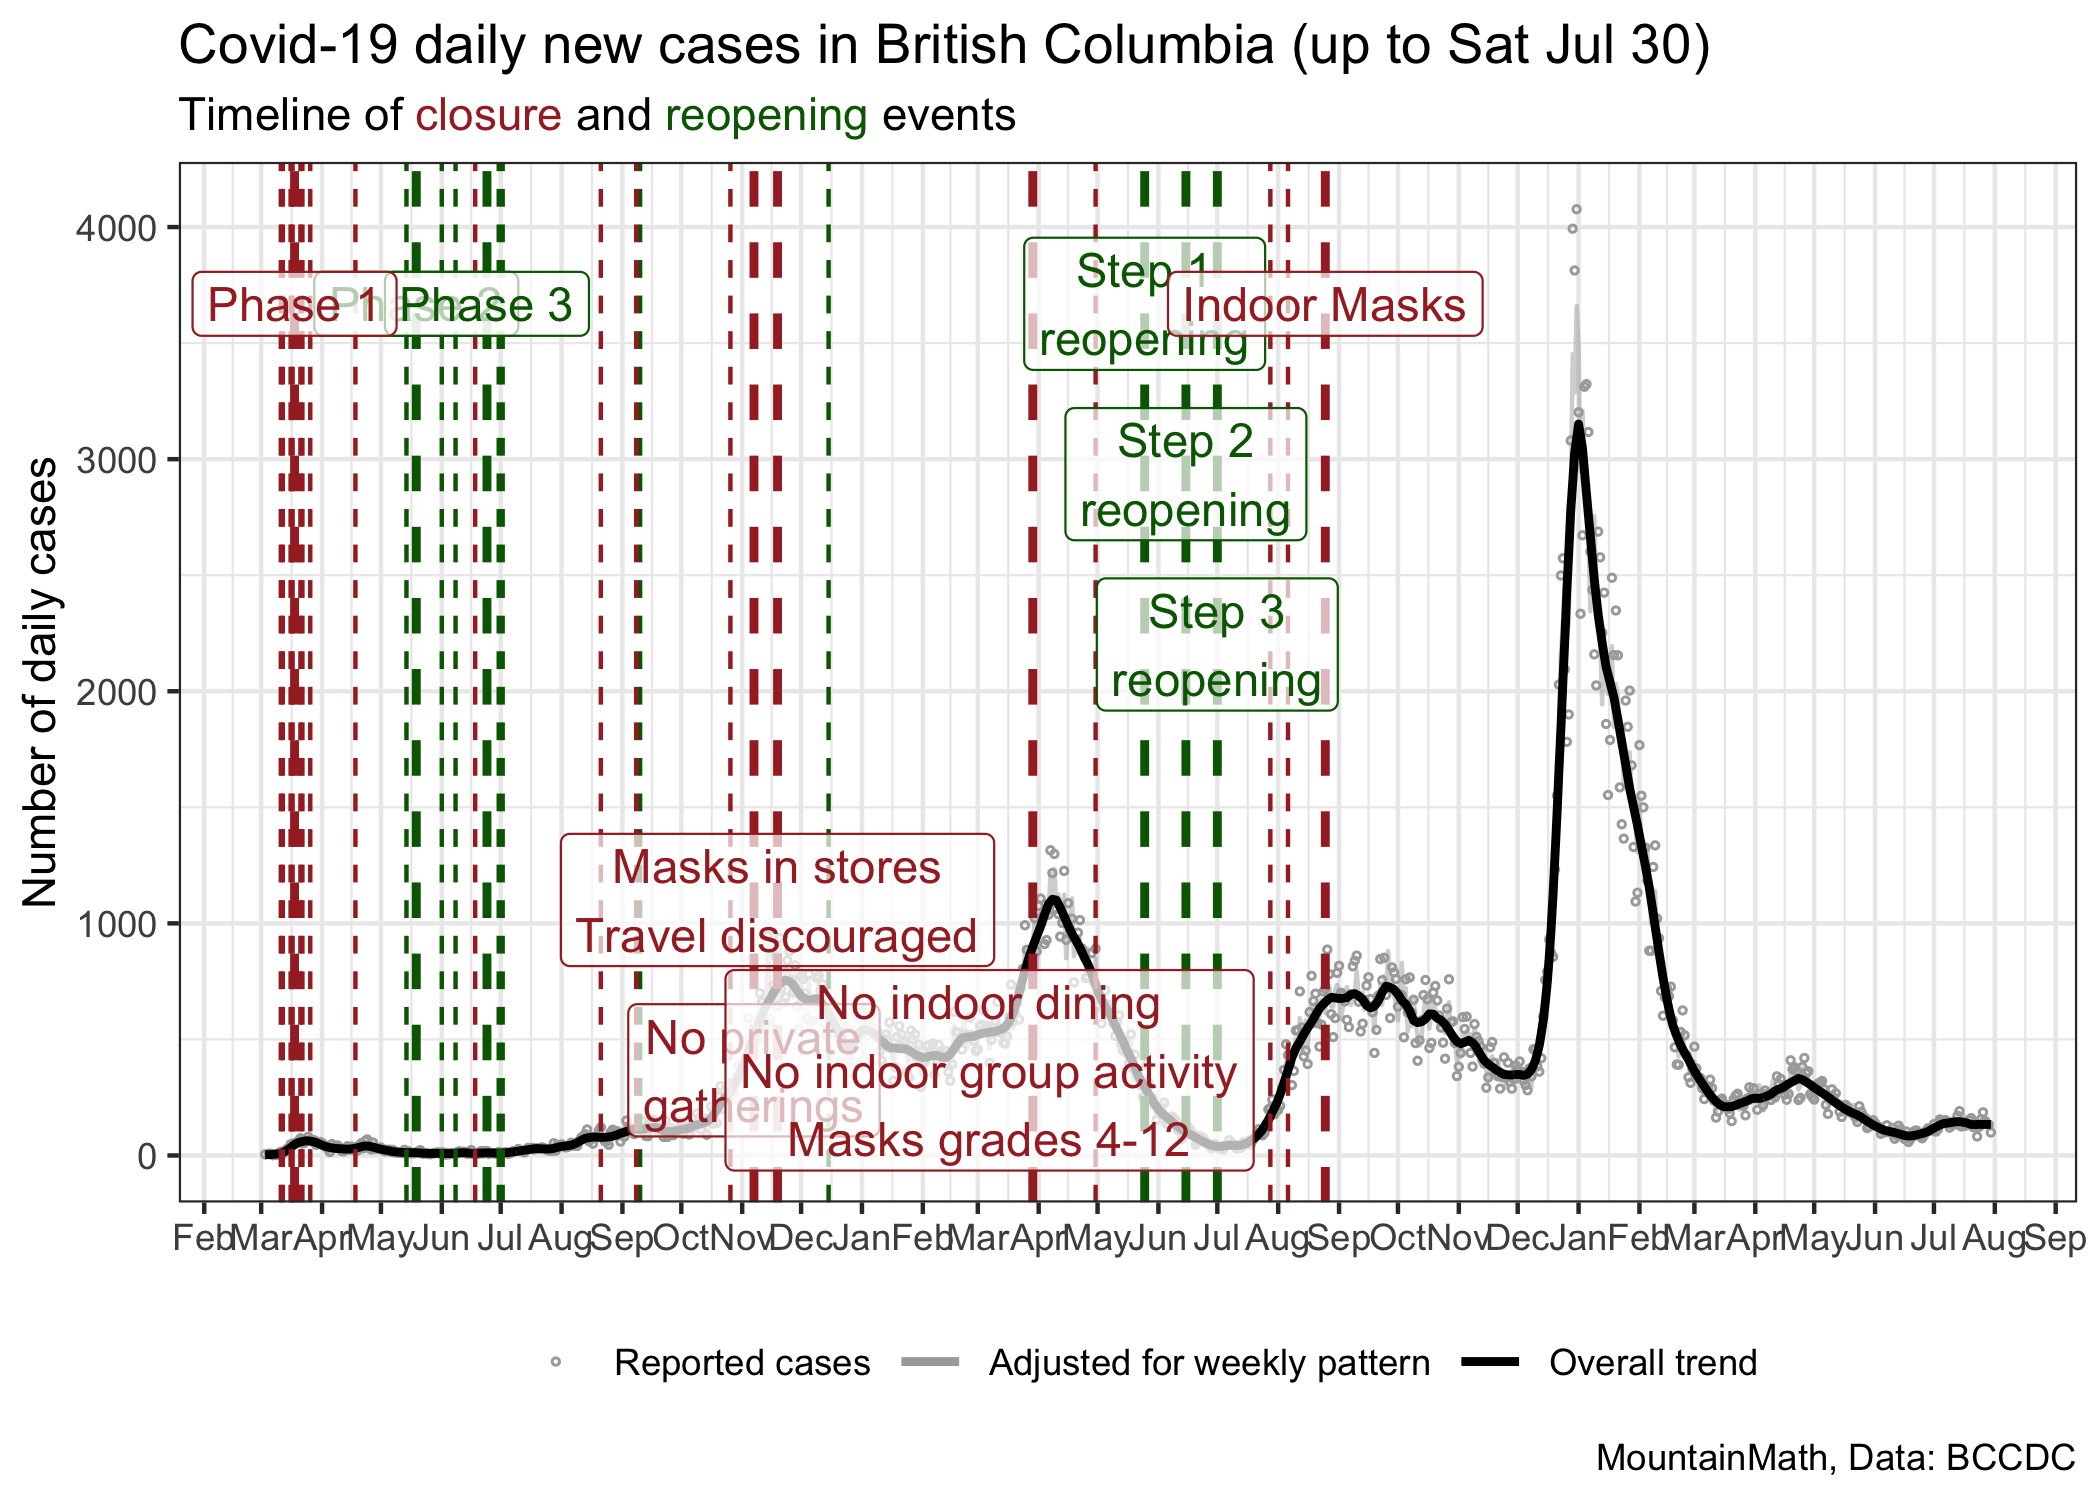 Covid-19 daily new cases in British Columbia (up to Sat Jul 30)
Timeline of closure and reopening events
Number of daily cases
4000
3000
2000
1000
0
Phase 1
Phase 2
Phase 3
Step 1
reopening
Indoor Masks
Step 2
reopening
Step 3
reopening
Masks in stores
Travel discouraged
No private
gatherings
No indoor dining
No indoor group activity
Masks grades 4-12
Feb Mar Apr May Jun Jul Aug Sep Oct Nov Dec Jan Feb Mar Apr May Jun Jul Aug Sep Oct Nov Dec Jan Feb Mar Apr May Jun Jul Aug Sep
Reported cases Adjusted for weekly pattern Overall trend
MountainMath, Data: BCCDC